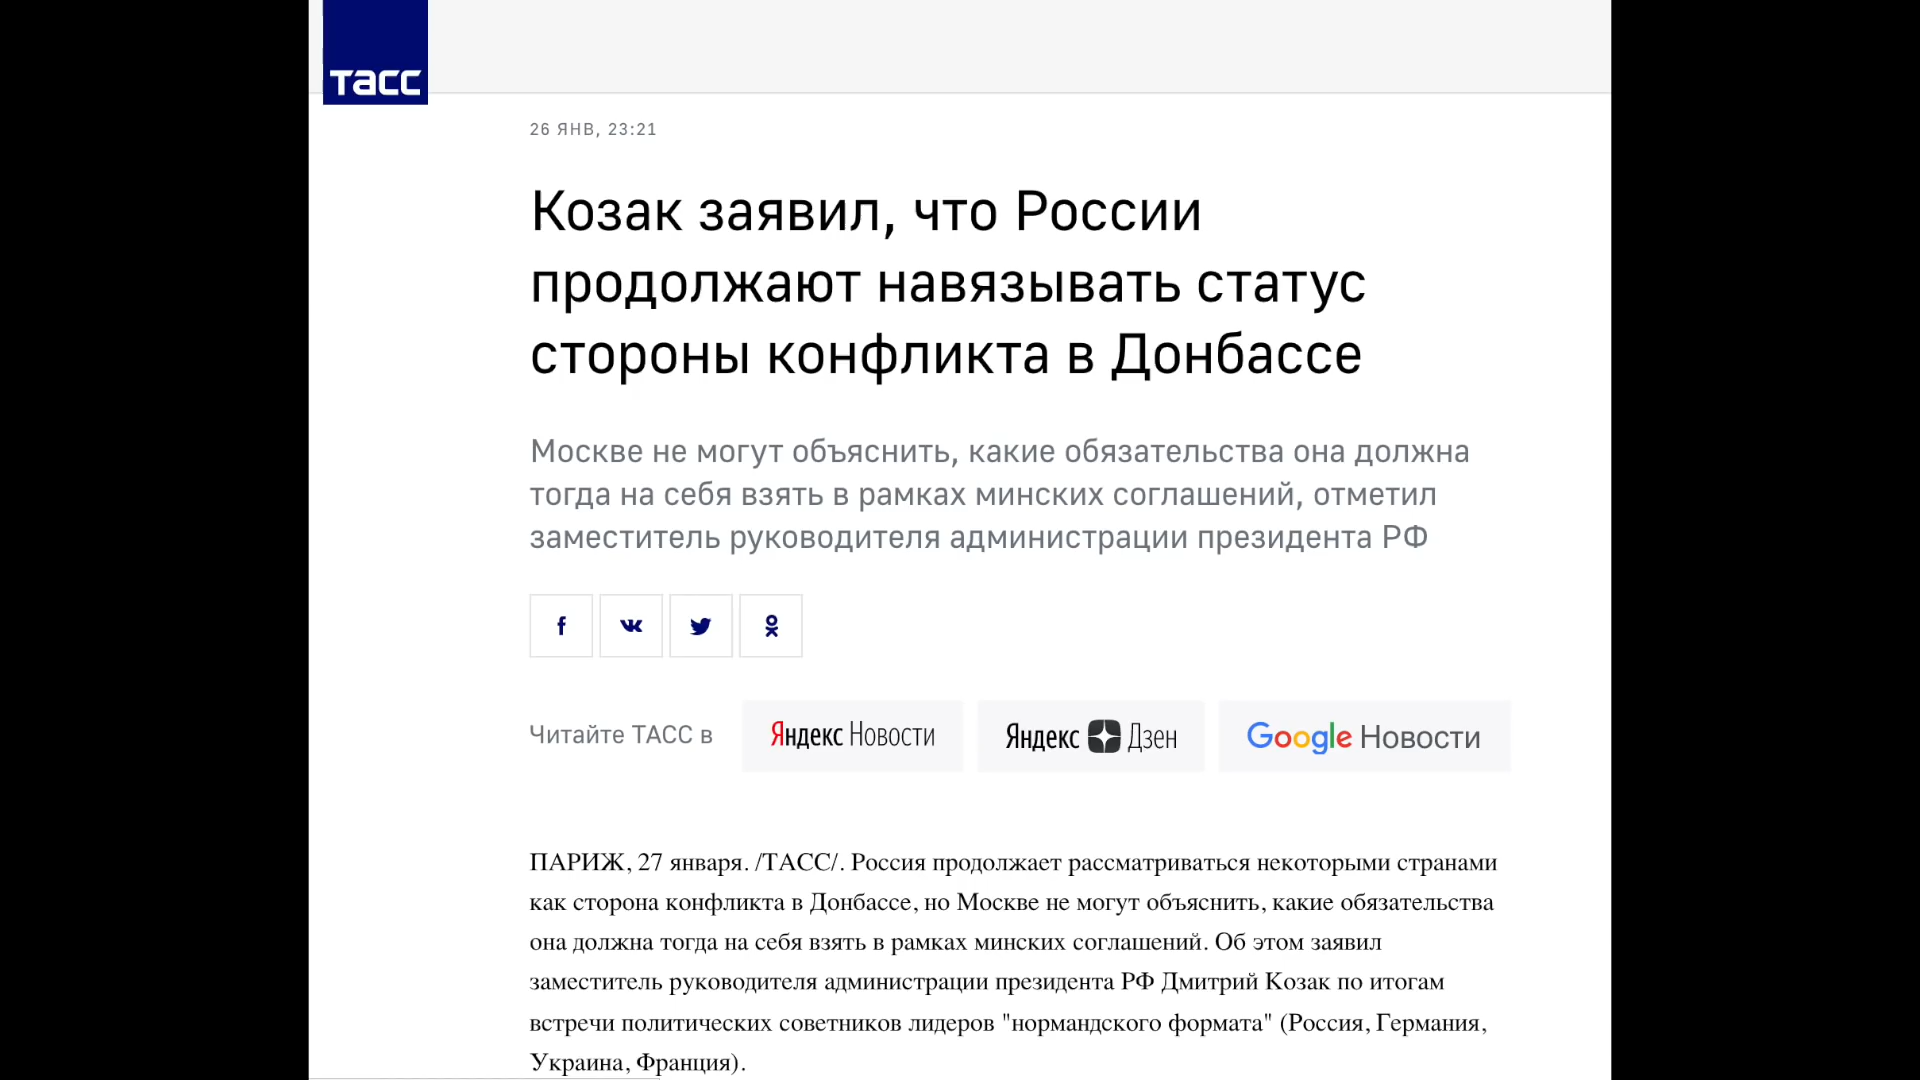 тасс
26 ЯНВ, 23:21
Козак заявил, что России
продолжают навязывать статус
стороны конфликта в Донбассе
Москве не могут объяснить, какие обязательства она должна
тогда на себя взять в рамках минских соглашений, отметил
заместитель руководителя администрации президента РФ
Читайте ТАСС в Яндекс Новости Яндекс Дзен Google Новости
ПАРИЖ, 27 января. /ТАСС/. Россия продолжает рассматриваться некоторыми странами
как сторона конфликта в Донбассе, но Москве не могут объяснить, какие обязательства
она должна тогда на себя взять в рамках минских соглашений. Об этом заявил
заместитель руководителя администрации президента РФ Дмитрий Козак по итогам
встречи политических советников лидеров "нормандского формата" (Россия, Германия,
Украина, Франция).